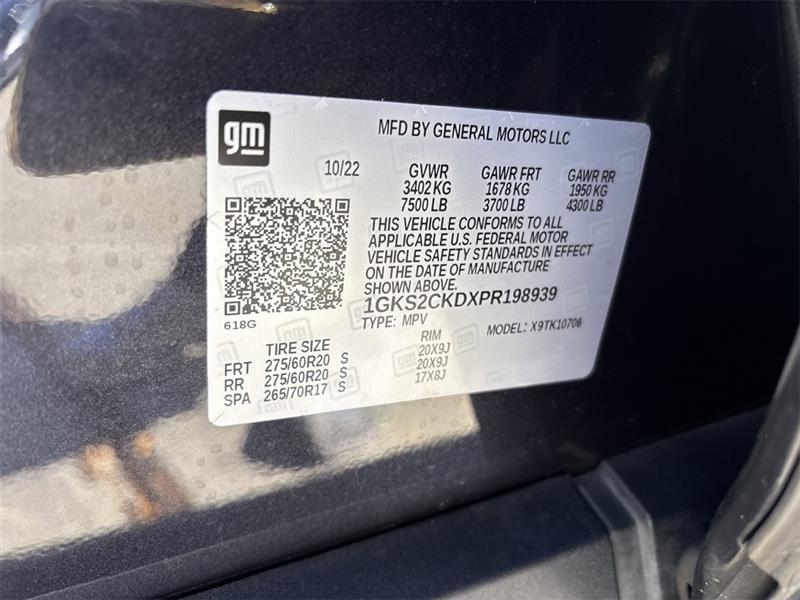 gm
MFD BY GENERAL MOTORS LLC
10/22 GVWR GAWR FRT GAWR RR
3402 KG 1678 KG 1950 KG
7500 LB 3700 LB 4300 LB
THIS VEHICLE CONFORMS TO ALL
APPLICABLE U.S. FEDERAL MOTOR
VEHICLE SAFETY STANDARDS IN EFFECT
ON THE DATE OF MANUFACTURE
SHOWN ABOVE.
1GKS2CKDXPR198939
618G
TYPE: MPV MODEL: X9TK10706
TIRE SIZE RIM
FRT 275/60R20 S 20X9J
RR 275/60R20 S 20X9J
SPA 265/70R17 S 17X8J